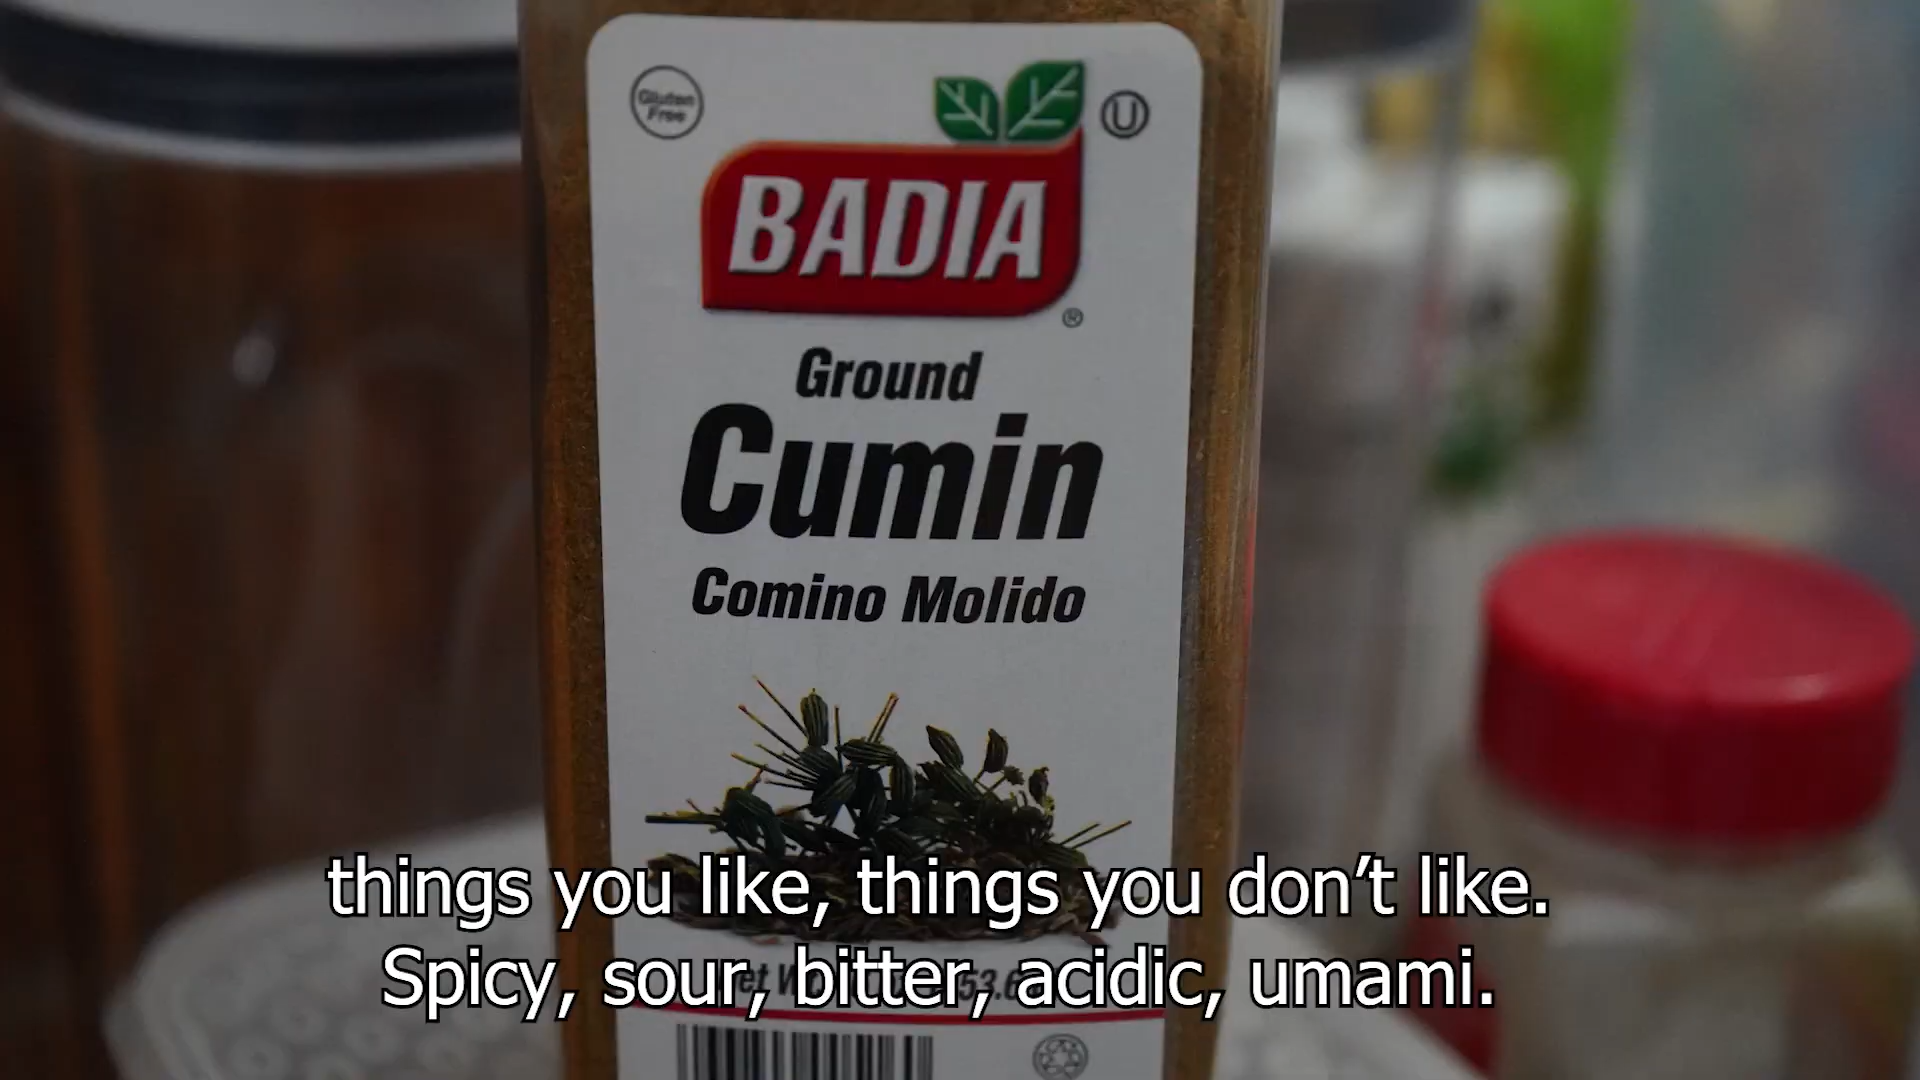 Gluten
Free
U
BADIA
®
Ground
Cumin
Comino Molido
things you like, things you don’t like.
Spicy, sour, bitter, acidic, umami.